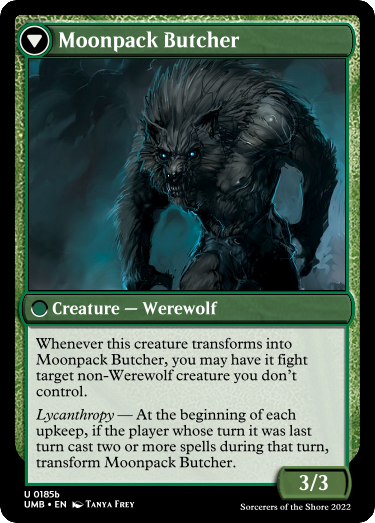 Moonpack Butcher
Creature — Werewolf
Whenever this creature transforms into
Moonpack Butcher, you may have it fight
target non-Werewolf creature you don't
control.
Lycanthropy — At the beginning of each
upkeep, if the player whose turn it was last
turn cast two or more spells during that turn,
transform Moonpack Butcher.
3/3
U 0185b
UMB • EN Tanya Frey
Sorcerers of the Shore 2022